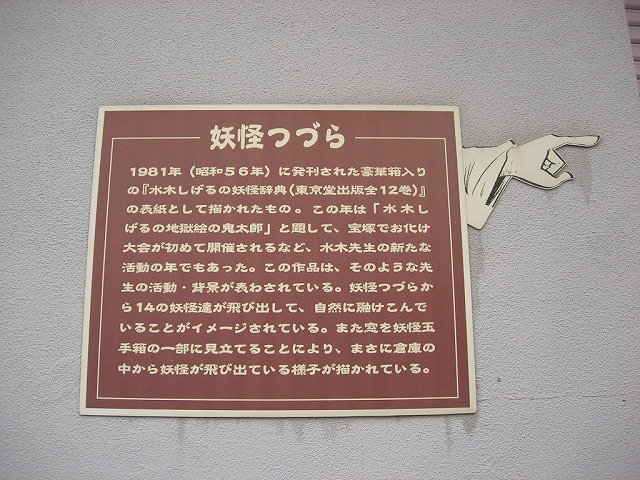 妖怪つづら
1981年（昭和56年）に発刊された豪華箱入り
の『水木しげるの妖怪辞典（東京堂出版全12巻）』
の表紙として描かれたもの。この年は「水木し
げるの地獄絵の鬼太郎」と題して、宝塚でお化け
大会が初めて開催されるなど、水木先生の新たな
活動の年でもあった。この作品は、そのような先
生の活動・背景が表わされている。妖怪つづらか
ら14の妖怪達が飛び出して、自然に融けこんで
いることがイメージされている。また窓を妖怪玉
手箱の一部に見立てることにより、まさに倉庫の
中から妖怪が飛び出ている様子が描かれている。